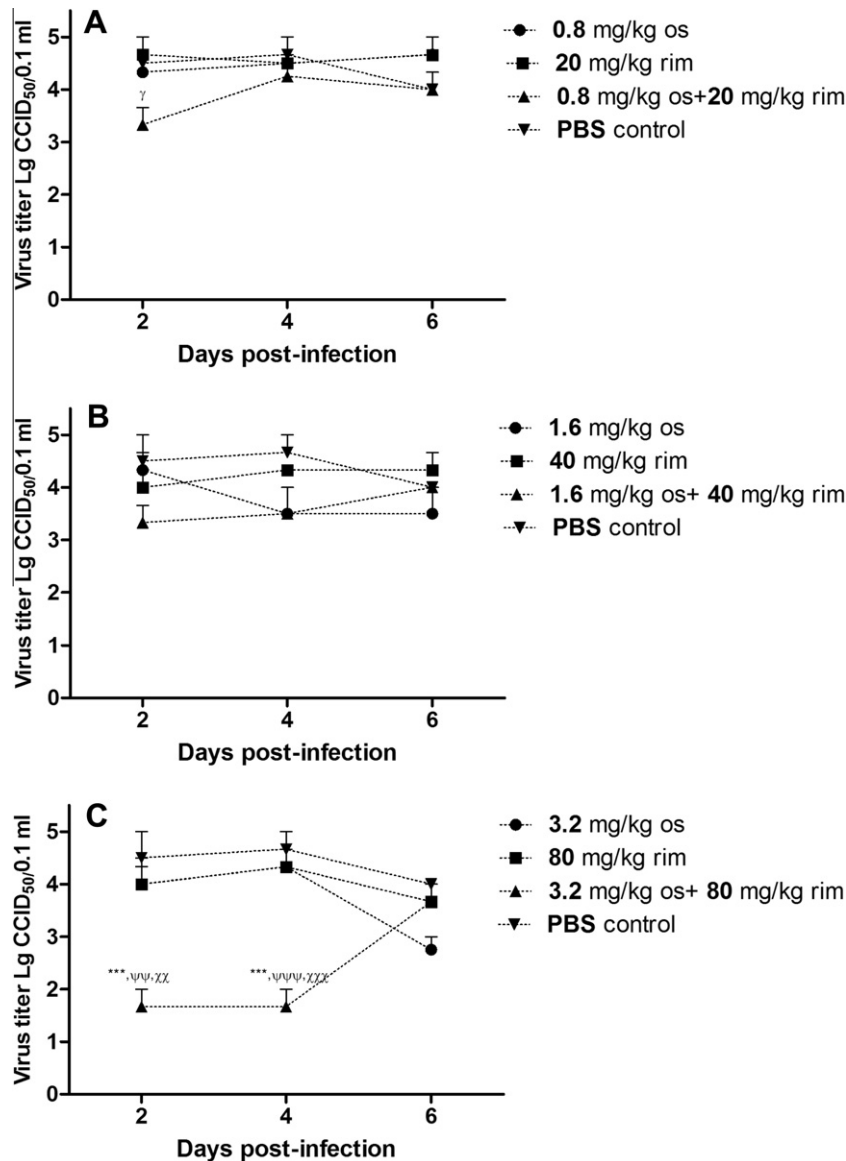 A
Virus titer Lg CCID50/0.1 ml
5
4
3
2
1
0
γ
2 4 6
Days post-infection
0.8 mg/kg os
20 mg/kg rim
0.8 mg/kg os+20 mg/kg rim
PBS control
B
Virus titer Lg CCID50/0.1 ml
5
4
3
2
1
0
2 4 6
Days post-infection
1.6 mg/kg os
40 mg/kg rim
1.6 mg/kg os+ 40 mg/kg rim
PBS control
C
Virus titer Lg CCID50/0.1 ml
5
4
3
2
1
0
***,ψψ,χχ ***,ψψψ,χχχ
2 4 6
Days post-infection
3.2 mg/kg os
80 mg/kg rim
3.2 mg/kg os+ 80 mg/kg rim
PBS control